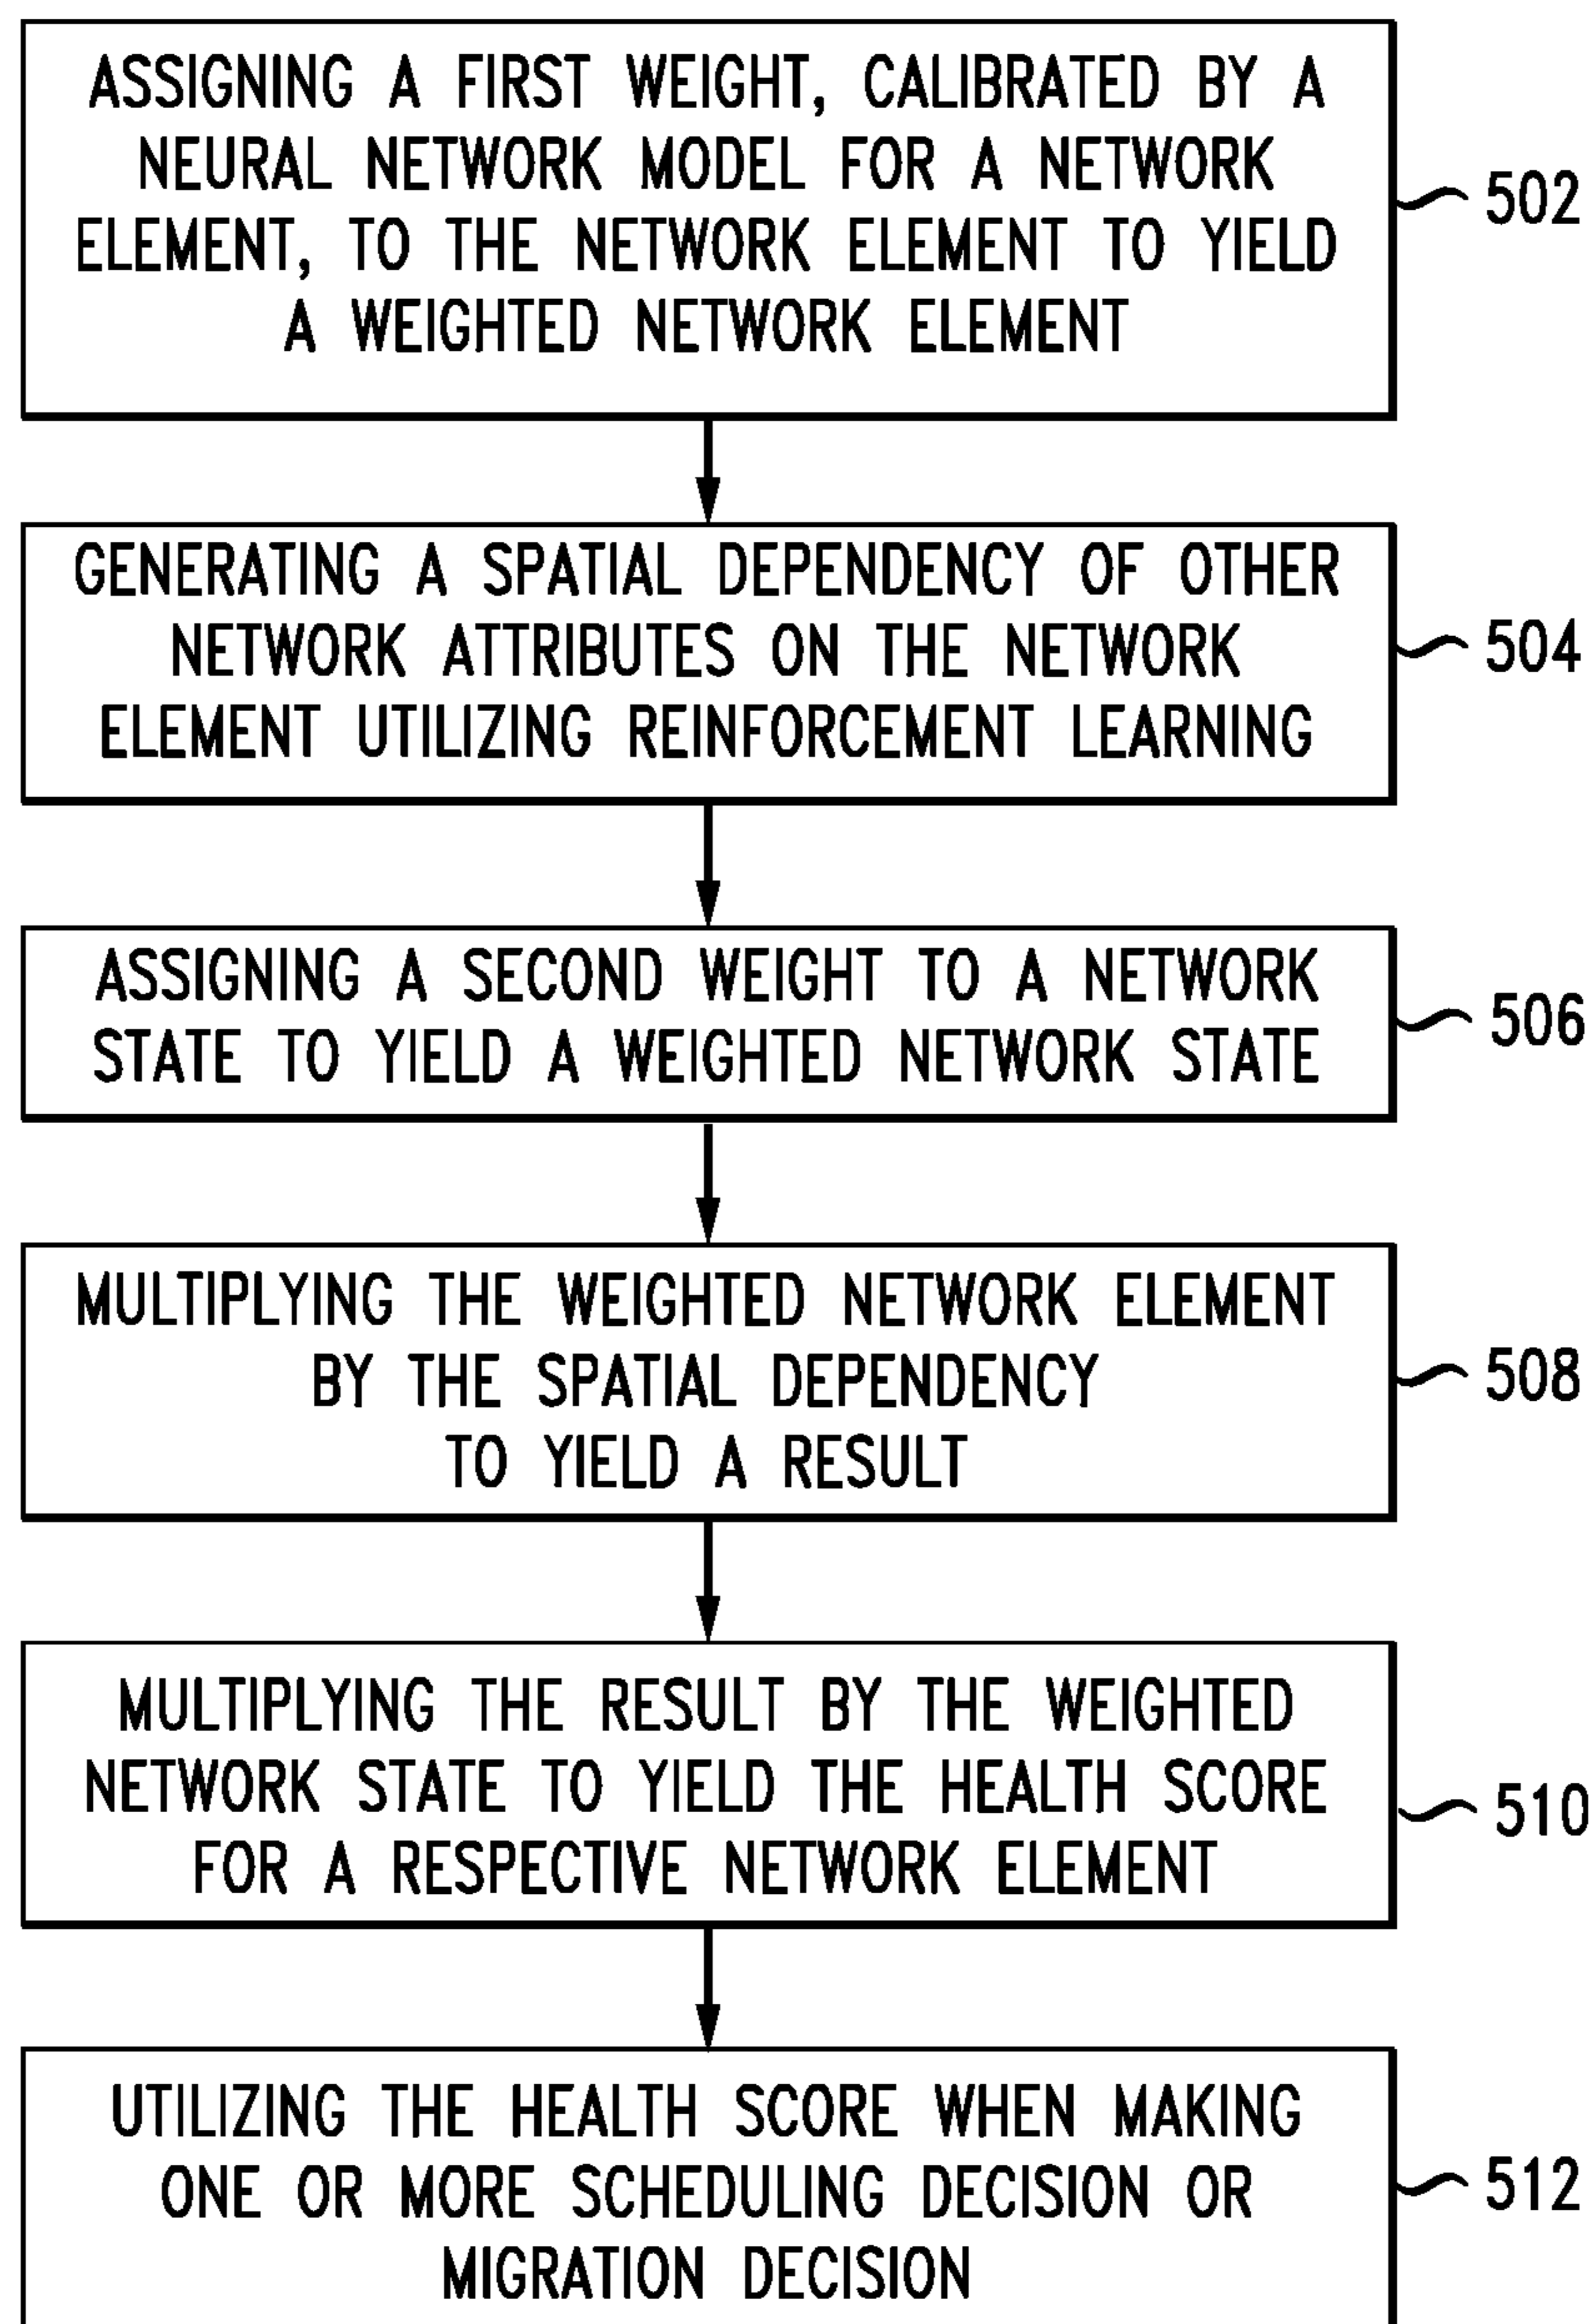 ASSIGNING A FIRST WEIGHT, CALIBRATED BY A
NEURAL NETWORK MODEL FOR A NETWORK
ELEMENT, TO THE NETWORK ELEMENT TO YIELD
A WEIGHTED NETWORK ELEMENT
502
GENERATING A SPATIAL DEPENDENCY OF OTHER
NETWORK ATTRIBUTES ON THE NETWORK
ELEMENT UTILIZING REINFORCEMENT LEARNING
504
ASSIGNING A SECOND WEIGHT TO A NETWORK
STATE TO YIELD A WEIGHTED NETWORK STATE
506
MULTIPLYING THE WEIGHTED NETWORK ELEMENT
BY THE SPATIAL DEPENDENCY
TO YIELD A RESULT
508
MULTIPLYING THE RESULT BY THE WEIGHTED
NETWORK STATE TO YIELD THE HEALTH SCORE
FOR A RESPECTIVE NETWORK ELEMENT
510
UTILIZING THE HEALTH SCORE WHEN MAKING
ONE OR MORE SCHEDULING DECISION OR
MIGRATION DECISION
512